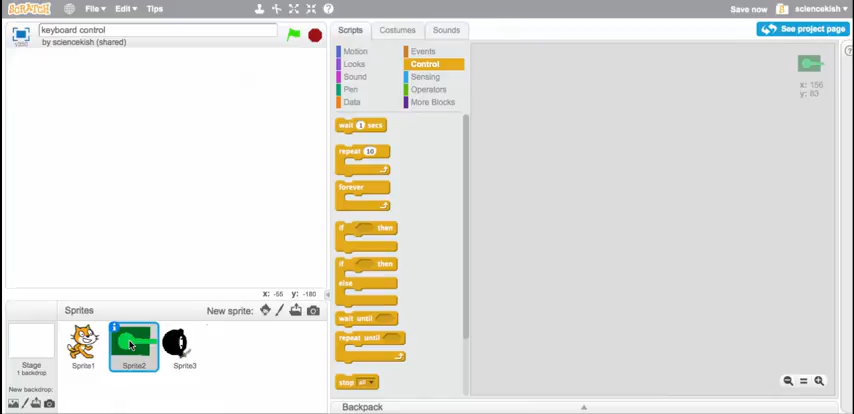 SCRATCH File Edit Tips Save now sciencekish
keyboard control
by sciencekish (shared)
v350
Scripts Costumes Sounds
See project page
Motion Events
Looks Control
Sound Sensing
Pen Operators
Data More Blocks
x: 156
y: 83
wait 1 secs
repeat 10
forever
if then
if then
else
wait until
repeat until
stop all
x: -55 y: -180
Sprites New sprite:
Sprite1 Sprite2 Sprite3
Stage
1 backdrop
New backdrop:
Backpack